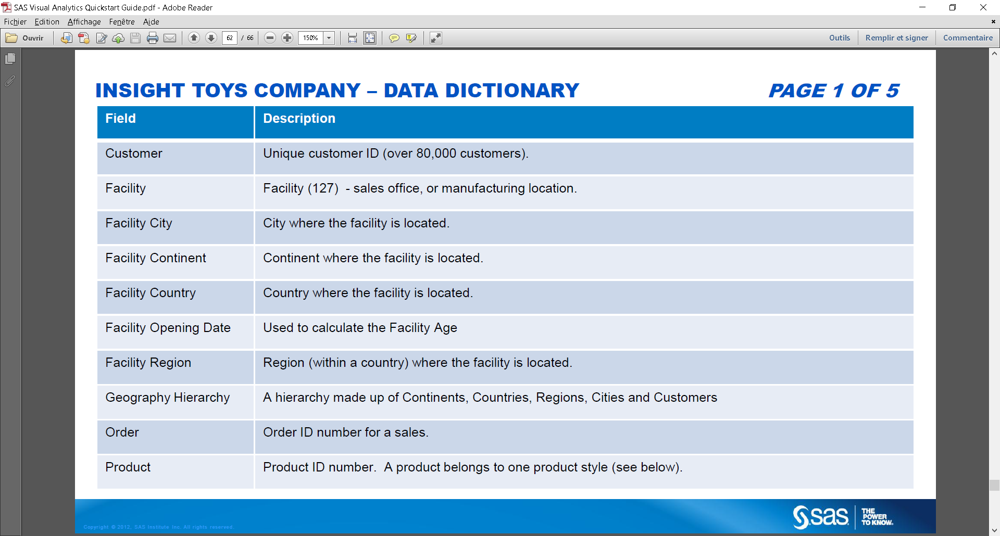 SAS Visual Analytics Quickstart Guide.pdf - Adobe Reader
Fichier Edition Affichage Fenêtre Aide
Ouvrir 62 / 66 150% Outils Remplir et signer Commentaire
INSIGHT TOYS COMPANY – DATA DICTIONARY PAGE 1 OF 5
Field Description
Customer Unique customer ID (over 80,000 customers).
Facility Facility (127) - sales office, or manufacturing location.
Facility City City where the facility is located.
Facility Continent Continent where the facility is located.
Facility Country Country where the facility is located.
Facility Opening Date Used to calculate the Facility Age
Facility Region Region (within a country) where the facility is located.
Geography Hierarchy A hierarchy made up of Continents, Countries, Regions, Cities and Customers
Order Order ID number for a sales.
Product Product ID number. A product belongs to one product style (see below).
Copyright © 2012, SAS Institute Inc. All rights reserved.
sas
THE
POWER
TO KNOW.